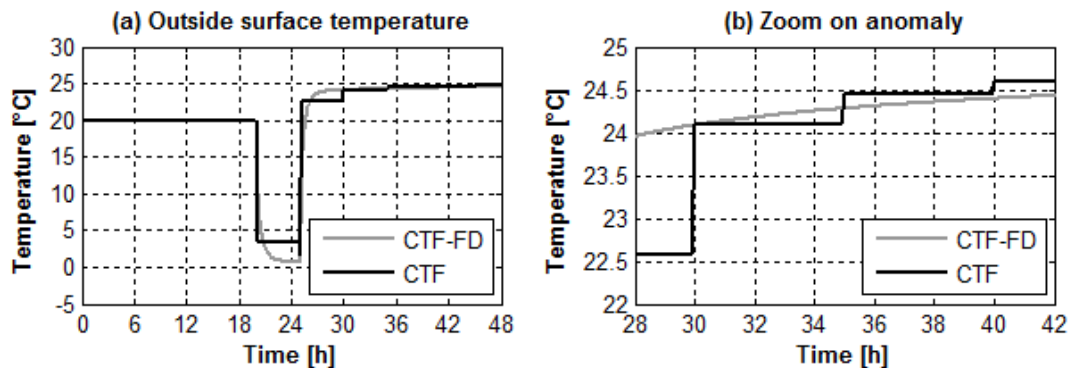 (a) Outside surface temperature
Temperature [°C]
30
25
20
15
10
5
0
-5
0 6 12 18 24 30 36 42 48
Time [h]
CTF-FD
CTF
(b) Zoom on anomaly
Temperature [°C]
25
24.5
24
23.5
23
22.5
22
28 30 32 34 36 38 40 42
Time [h]
CTF-FD
CTF